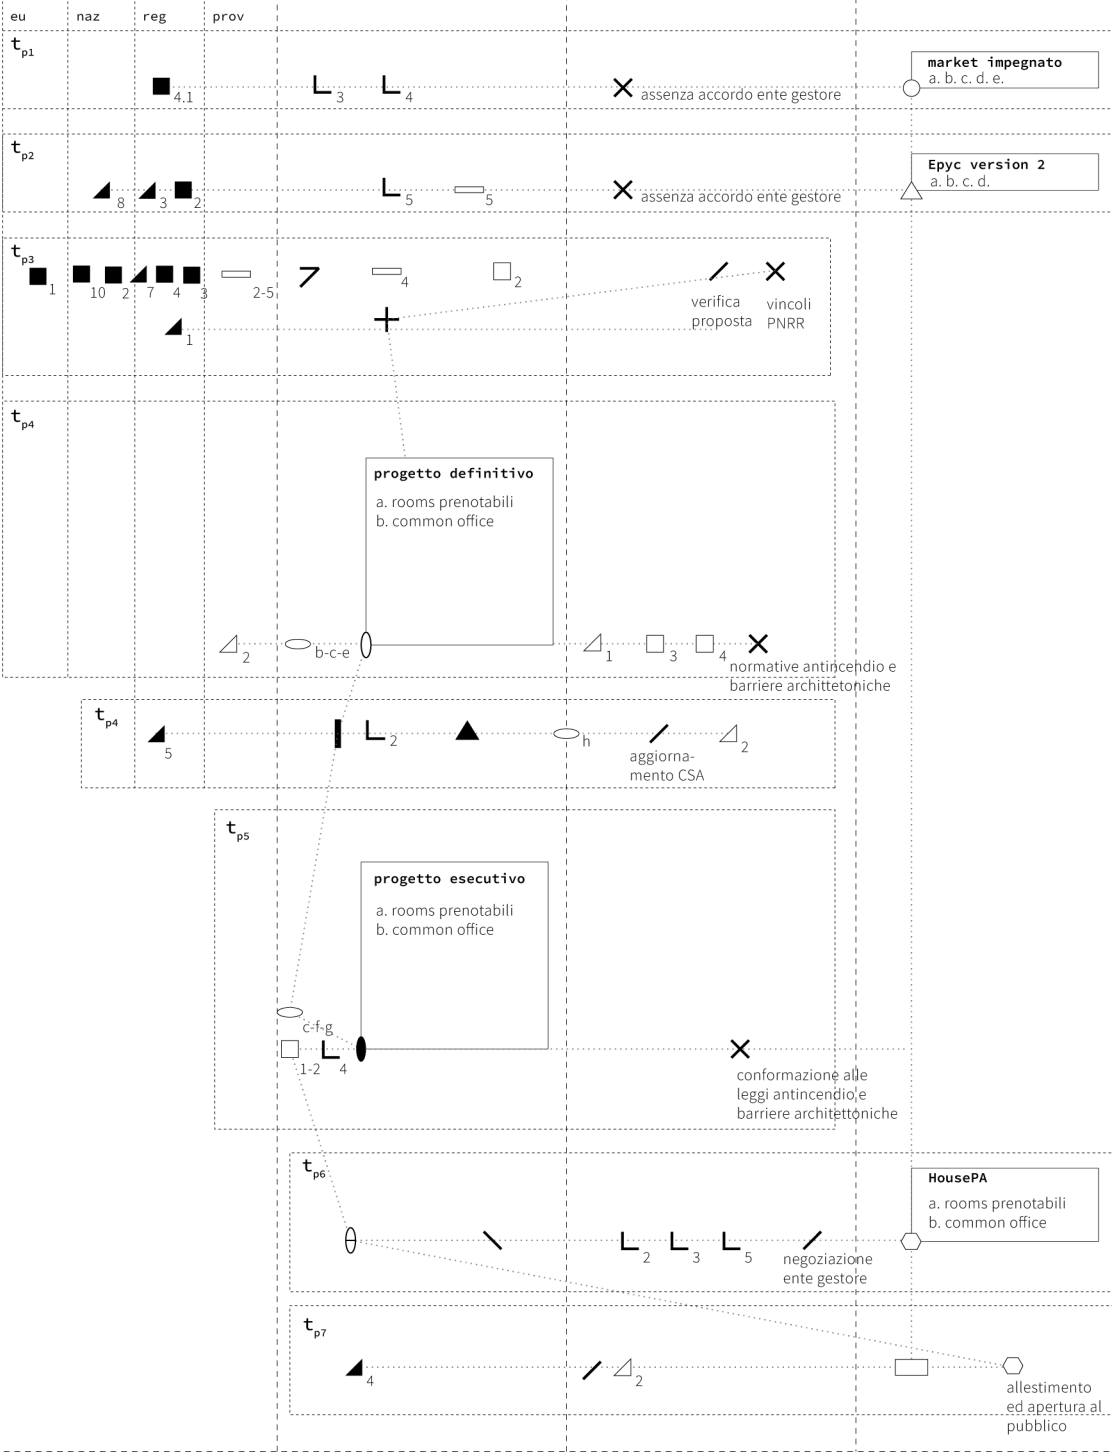 eu naz reg prov
tp1
market impegnato
a. b. c. d. e.
4.1 3 4 assenza accordo ente gestore
tp2
Epyc version 2
a. b. c. d.
8 3 2 5 5 assenza accordo ente gestore
tp3
1 10 2 7 4 3 2-5 4 2
verifica
proposta
vincoli
PNRR
1
tp4
progetto definitivo
a. rooms prenotabili
b. common office
2 b-c-e 1 3 4
normative antincendio e
barriere archittetoniche
tp4
5 2 h 2
aggiorna-
mento CSA
tp5
progetto esecutivo
a. rooms prenotabili
b. common office
c-f-g
1-2 4
conformazione alle
leggi antincendio e
barriere architettoniche
tp6
HousePA
a. rooms prenotabili
b. common office
2 3 5
negoziazione
ente gestore
tp7
4 2
allestimento
ed apertura al
pubblico